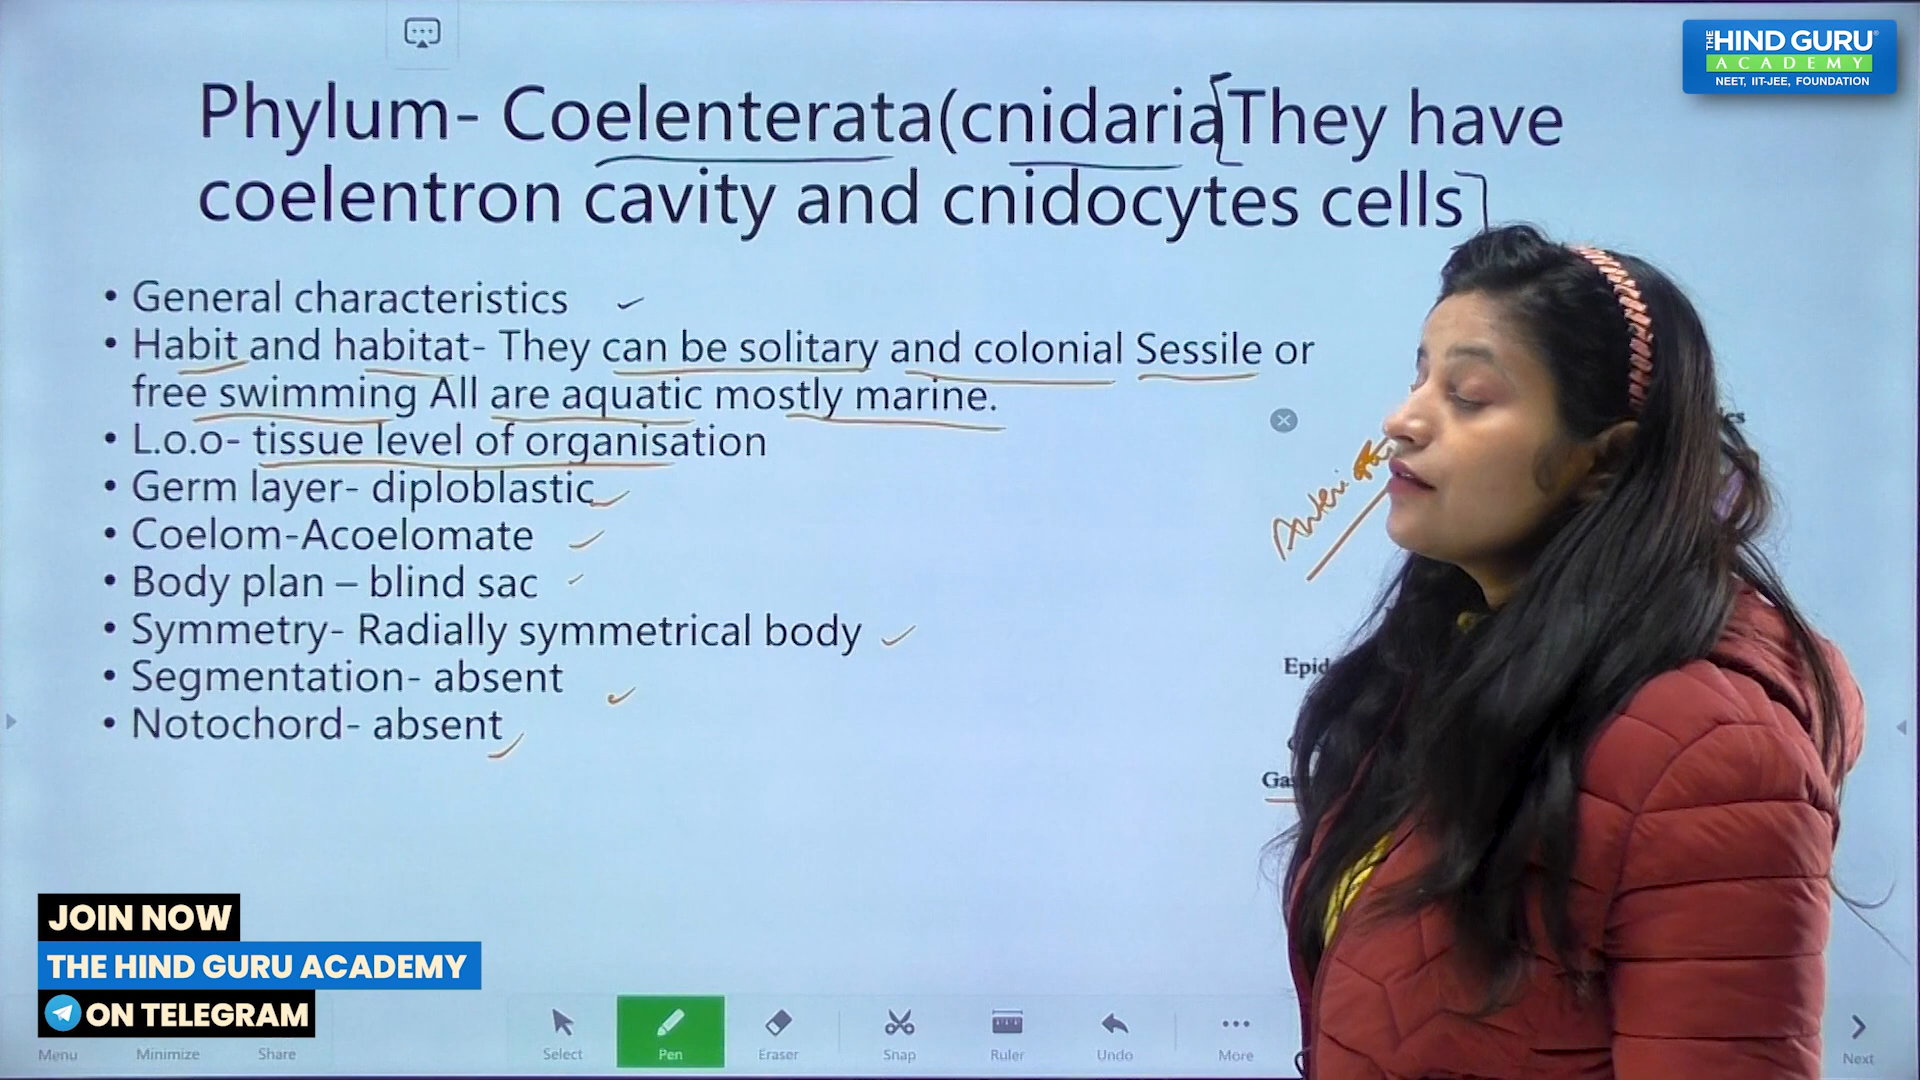 THE HIND GURU
ACADEMY
NEET, IIT-JEE, FOUNDATION
Phylum- Coelenterata(cnidaria[They have
coelentron cavity and cnidocytes cells]
• General characteristics
• Habit and habitat- They can be solitary and colonial Sessile or
free swimming All are aquatic mostly marine.
• L.o.o- tissue level of organisation
• Germ layer- diploblastic
• Coelom-Acoelomate
• Body plan – blind sac
• Symmetry- Radially symmetrical body
• Segmentation- absent
• Notochord- absent
JOIN NOW
THE HIND GURU ACADEMY
ON TELEGRAM
Menu Minimize Share Select Pen Eraser Snap Ruler Undo More Next